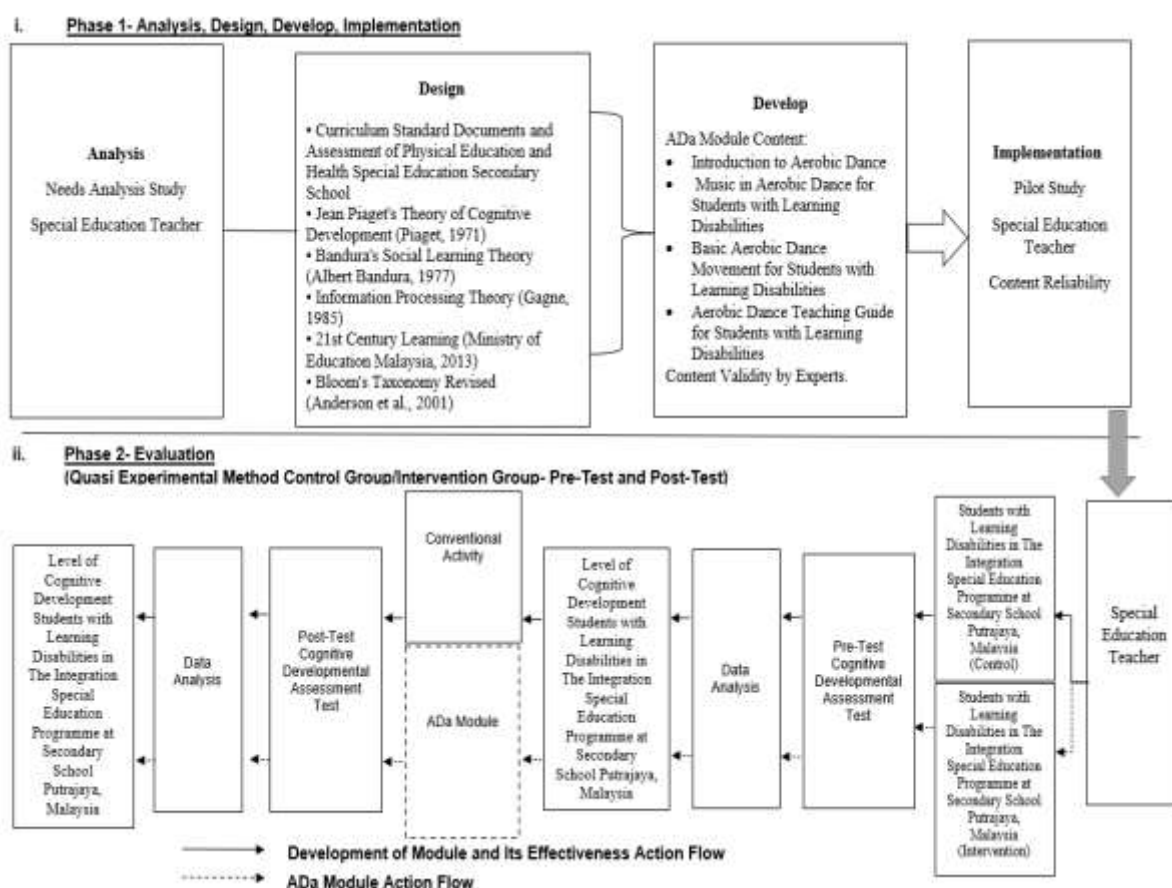 i. Phase 1- Analysis, Design, Develop, Implementation
Analysis
Needs Analysis Study
Special Education Teacher
Design
• Curriculum Standard Documents and
Assessment of Physical Education and
Health Special Education Secondary
School
• Jean Piaget's Theory of Cognitive
Development (Piaget, 1971)
• Bandura's Social Learning Theory
(Albert Bandura, 1977)
• Information Processing Theory (Gagne,
1985)
• 21st Century Learning (Ministry of
Education Malaysia, 2013)
• Bloom's Taxonomy Revised
(Anderson et al., 2001)
Develop
ADa Module Content:
• Introduction to Aerobic Dance
• Music in Aerobic Dance for
Students with Learning
Disabilities
• Basic Aerobic Dance
Movement for Students with
Learning Disabilities
• Aerobic Dance Teaching Guide
for Students with Learning
Disabilities
Content Validity by Experts.
Implementation
Pilot Study
Special Education
Teacher
Content Reliability
ii. Phase 2- Evaluation
(Quasi Experimental Method Control Group/Intervention Group- Pre-Test and Post-Test)
Level of
Cognitive
Development
Students with
Learning
Disabilities in
The Integration
Special
Education
Programme at
Secondary
School
Putrajaya,
Malaysia
Data
Analysis
Post-Test
Cognitive
Developmental
Assessment
Test
Conventional
Activity
ADa Module
Level of
Cognitive
Development
Students with
Learning
Disabilities in
The Integration
Special
Education
Programme at
Secondary
School Putrajaya,
Malaysia
Data
Analysis
Pre-Test
Cognitive
Developmental
Assessment
Test
Students with
Learning
Disabilities in The
Integration
Special Education
Programme at
Secondary School
Putrajaya,
Malaysia
(Control)
Students with
Learning
Disabilities in The
Integration
Special Education
Programme at
Secondary School
Putrajaya,
Malaysia
(Intervention)
Special
Education
Teacher
Development of Module and Its Effectiveness Action Flow
ADa Module Action Flow